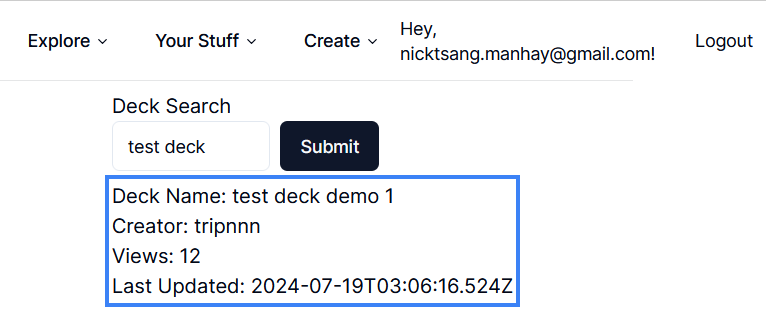 Explore Your Stuff Create Hey,
nicktsang.manhay@gmail.com! Logout
Deck Search
test deck Submit
Deck Name: test deck demo 1
Creator: tripnnn
Views: 12
Last Updated: 2024-07-19T03:06:16.524Z